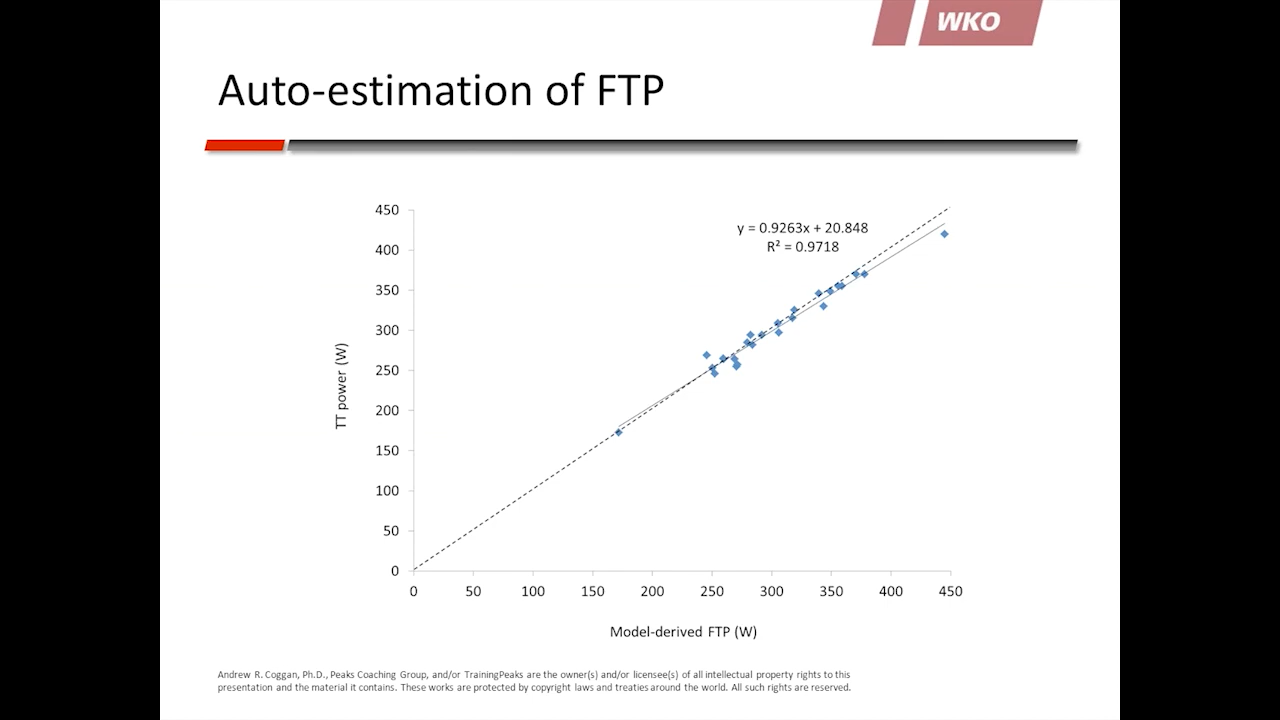 WKO
Auto-estimation of FTP
450
400
350
300
250
200
150
100
50
0
TT power (W)
y = 0.9263x + 20.848
R² = 0.9718
0 50 100 150 200 250 300 350 400 450
Model-derived FTP (W)
Andrew R. Coggan, Ph.D., Peaks Coaching Group, and/or TrainingPeaks are the owner(s) and/or licensee(s) of all intellectual property rights to this
presentation and the material it contains. These works are protected by copyright laws and treaties around the world. All such rights are reserved.